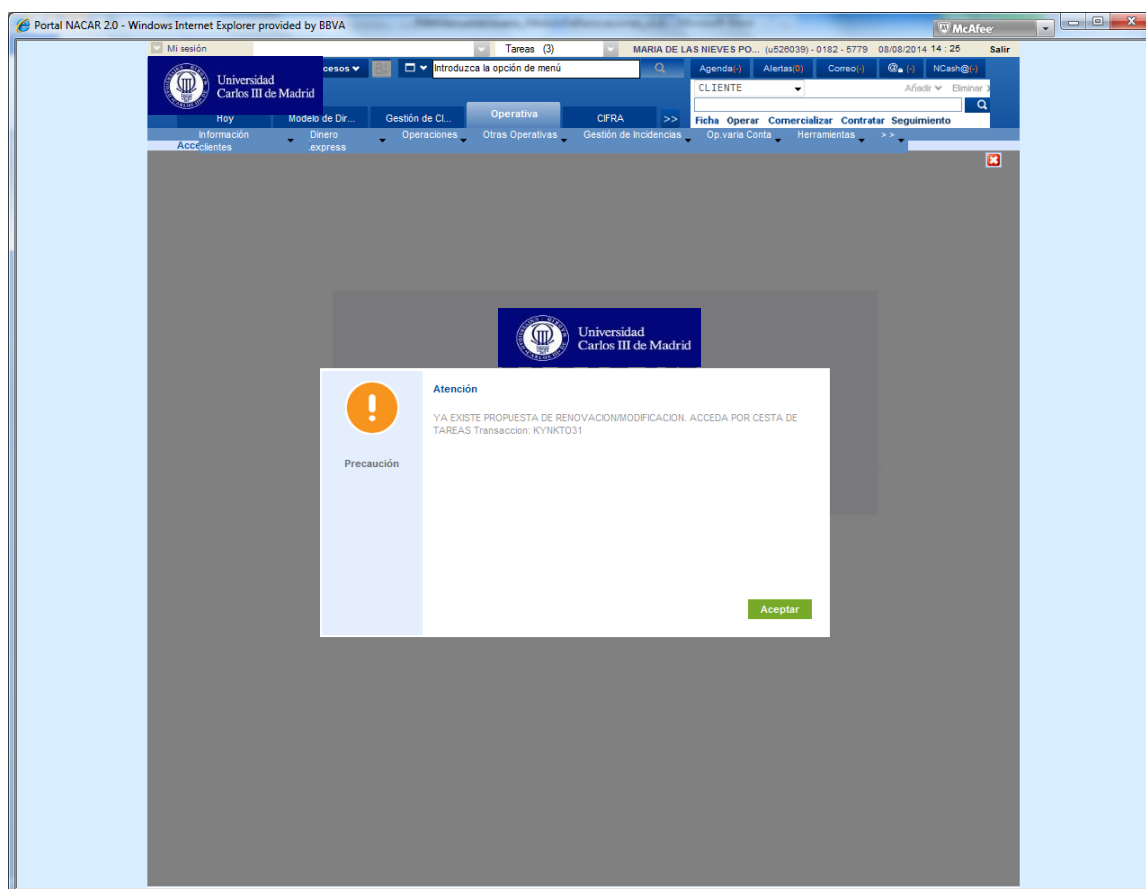 Portal NACAR 2.0 - Windows Internet Explorer provided by BBVA
McAfee
Mi sesión
Tareas (3)
MARIA DE LAS NIEVES PO... (u526039) - 0182 - 5779 08/08/2014 14 : 25 Salir
Universidad
Carlos III de Madrid
cesos
Introduzca la opción de menú
Agenda(-) Alertas(0) Correo(-) @ (-) NCash@(-)
CLIENTE
Añadir Eliminar
Hoy Modelo de Dir... Gestión de Cl... Operativa CIFRA >>
Ficha Operar Comercializar Contratar Seguimiento
Información clientes
Dinero .express
Operaciones Otras Operativas Gestión de Incidencias Op.varia Conta Herramientas >>
Universidad
Carlos III de Madrid
Atención
YA EXISTE PROPUESTA DE RENOVACION/MODIFICACION. ACCEDA POR CESTA DE
TAREAS Transaccion: KYNKTO31
Precaución
Aceptar